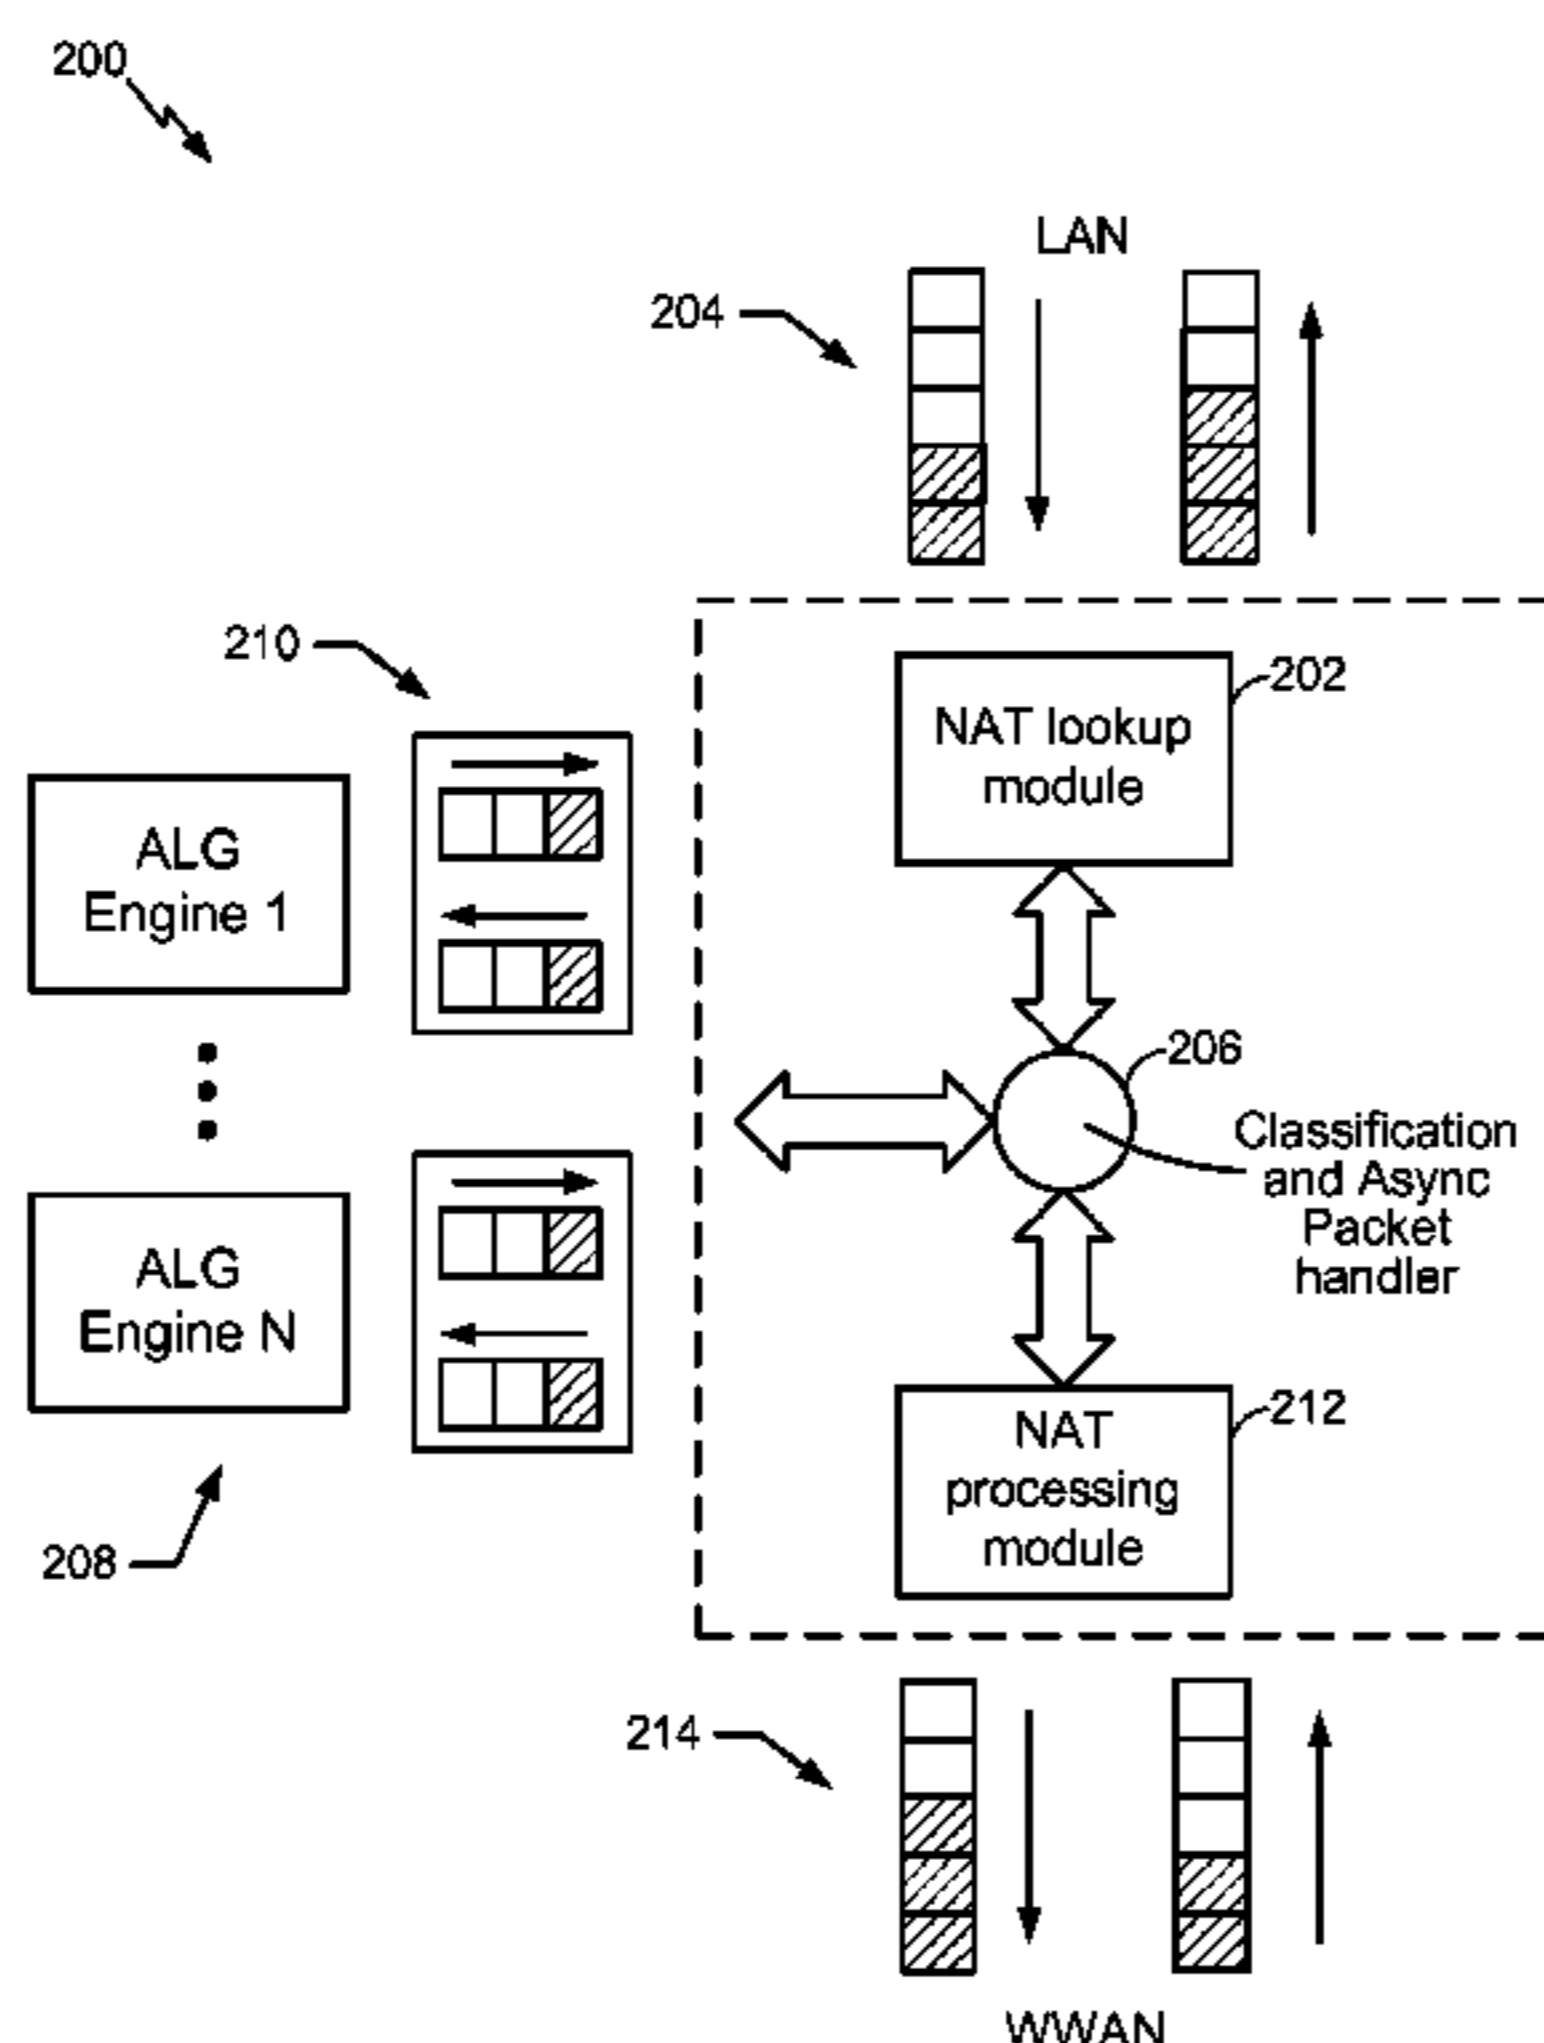 200
LAN
204
210
202
NAT lookup
module
ALG
Engine 1
206
Classification
and Async
Packet
handler
ALG
Engine N
212
NAT
processing
module
208
214
WWAN